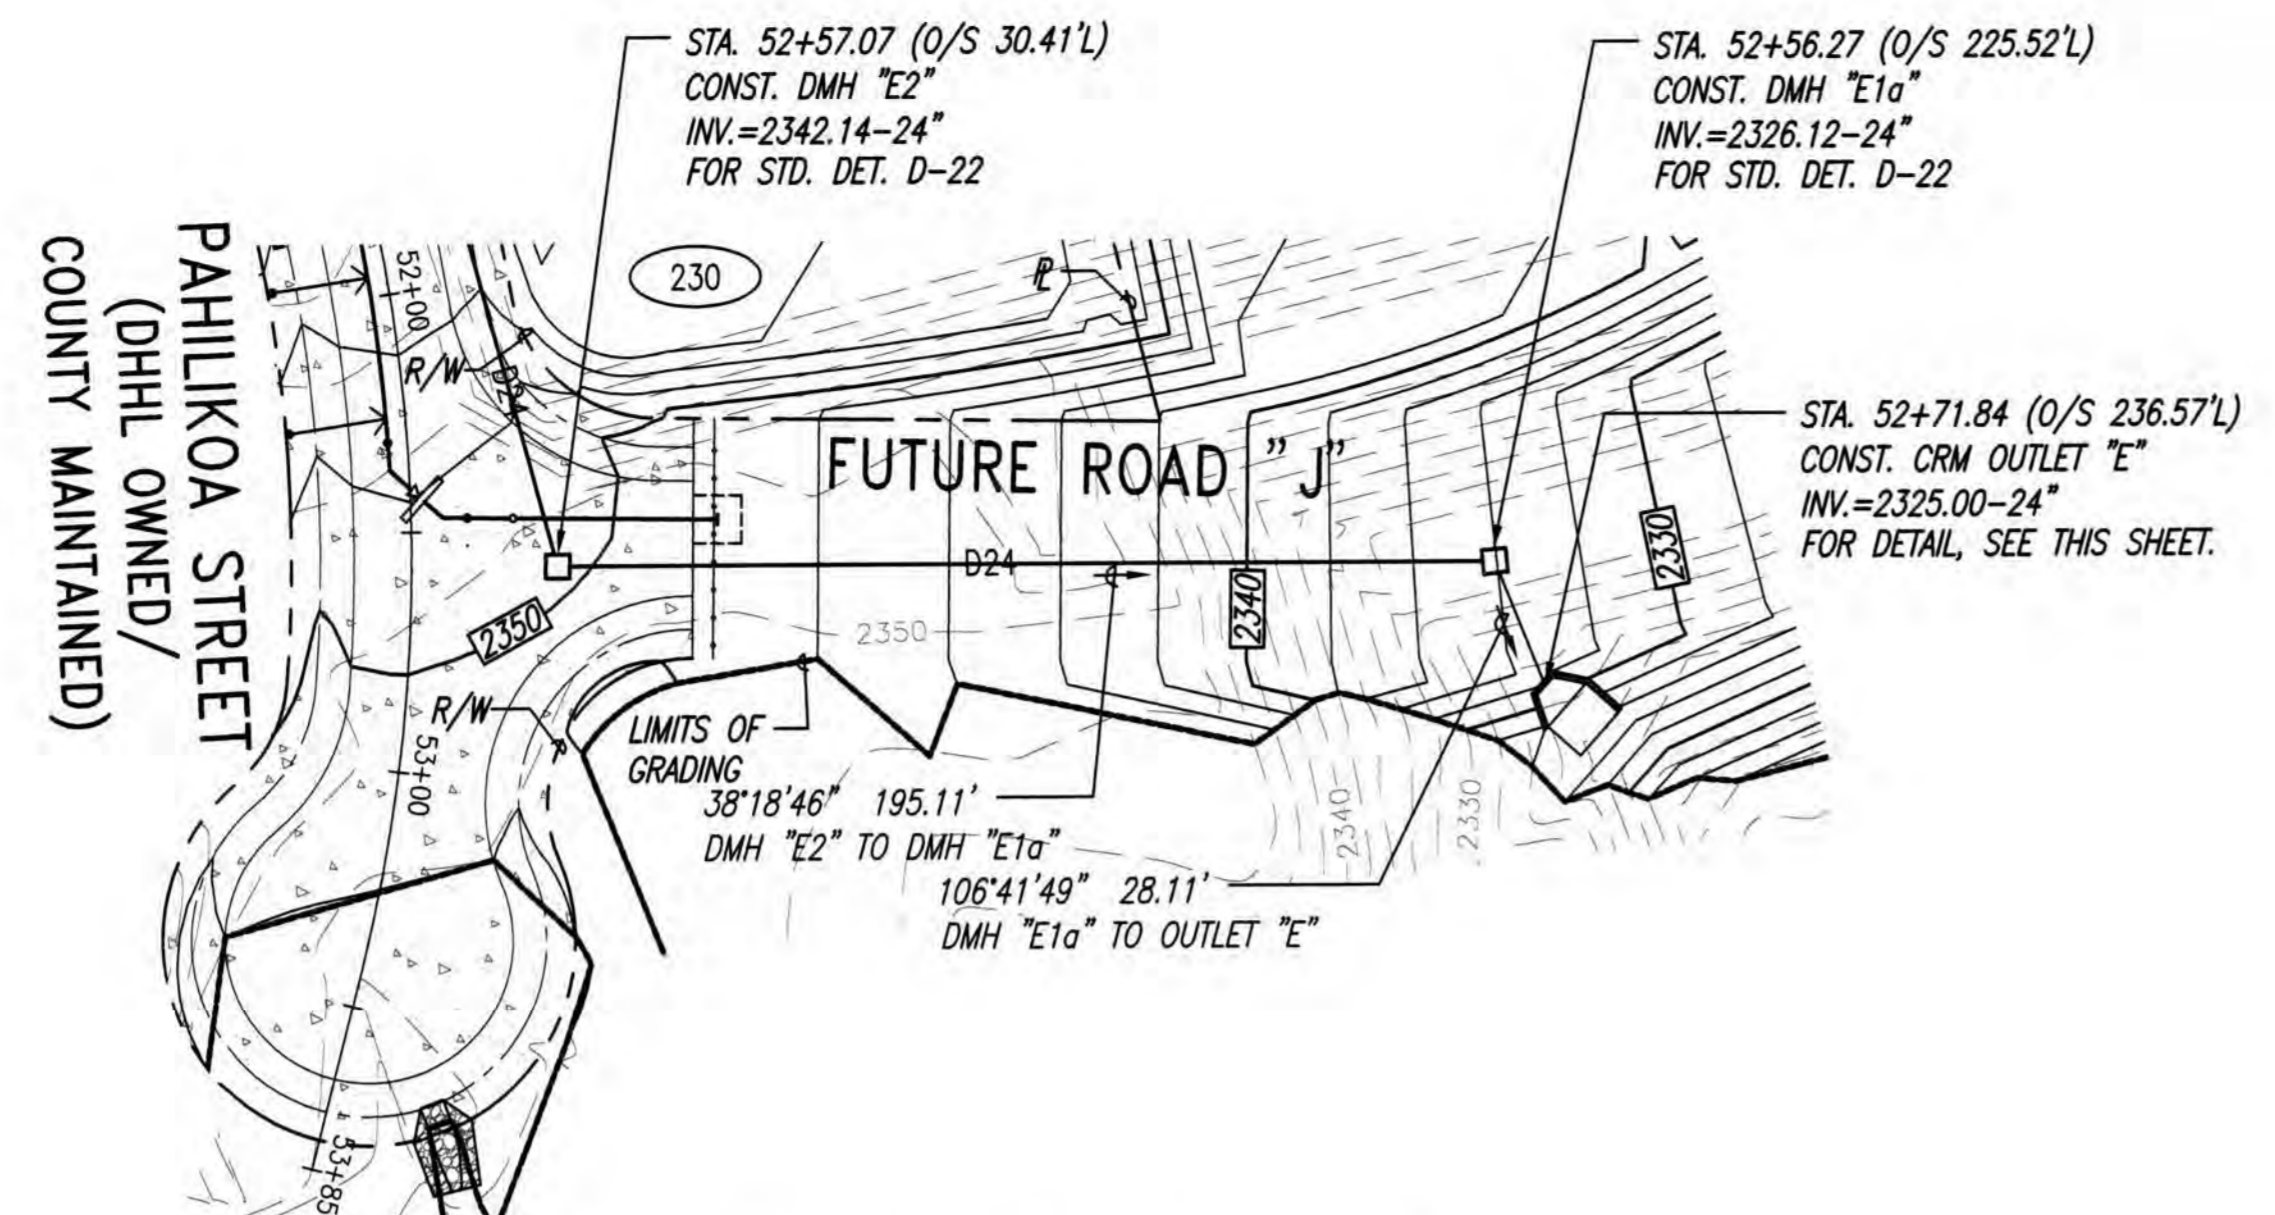 STA. 52+57.07 (O/S 30.41'L)
CONST. DMH "E2"
INV.=2342.14-24"
FOR STD. DET. D-22
STA. 52+56.27 (O/S 225.52'L)
CONST. DMH "E1a"
INV.=2326.12-24"
FOR STD. DET. D-22
PAHILIKOA STREET
(DHHL OWNED/
COUNTY MAINTAINED)
52+00
230
PL
R/W
D24
STA. 52+71.84 (O/S 236.57'L)
CONST. CRM OUTLET "E"
INV.=2325.00-24"
FOR DETAIL, SEE THIS SHEET.
FUTURE ROAD "J"
D24
2330
2340
2350
2350
R/W
53+00
LIMITS OF
GRADING
38°18'46" 195.11'
DMH "E2" TO DMH "E1a"
2340
2330
106°41'49" 28.11'
DMH "E1a" TO OUTLET "E"
53+85